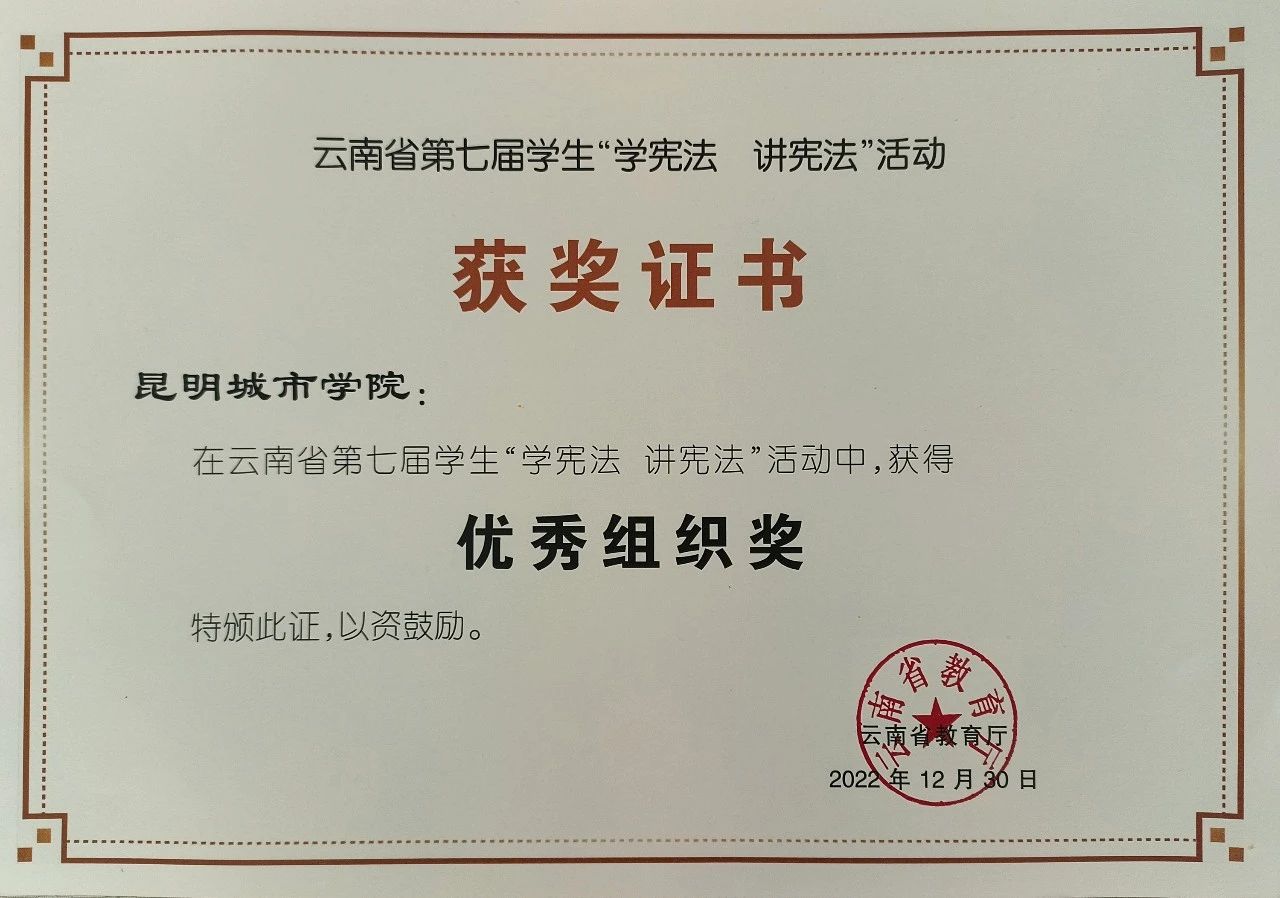 云南省第七届学生“学宪法　讲宪法”活动
获奖证书
昆明城市学院：
在云南省第七届学生“学宪法 讲宪法”活动中，获得
优秀组织奖
特颁此证，以资鼓励。
云南省教育厅
云南省教育厅
2022 年 12 月 30 日